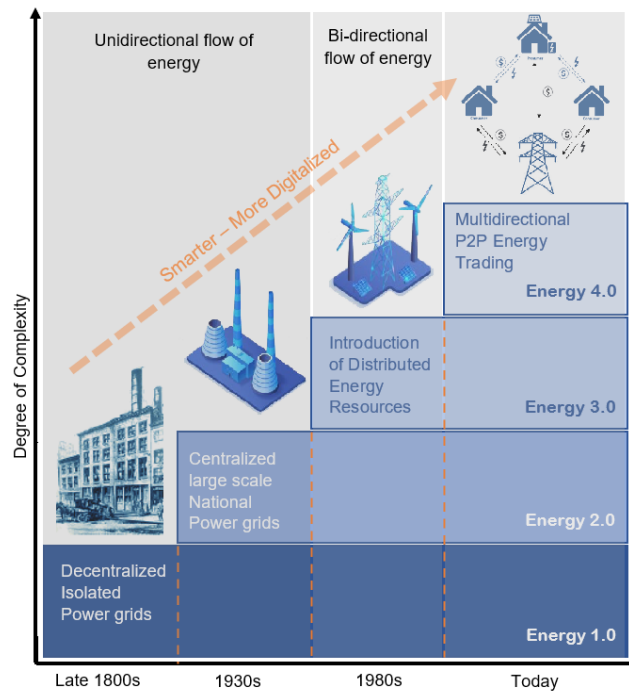 Unidirectional flow of
energy
Bi-directional
flow of energy
Smarter – More Digitalized
Degree of Complexity
Multidirectional
P2P Energy
Trading
Energy 4.0
Introduction
of Distributed
Energy
Resources
Energy 3.0
Centralized
large scale
National
Power grids
Energy 2.0
Decentralized
Isolated
Power grids
Energy 1.0
Late 1800s
1930s
1980s
Today